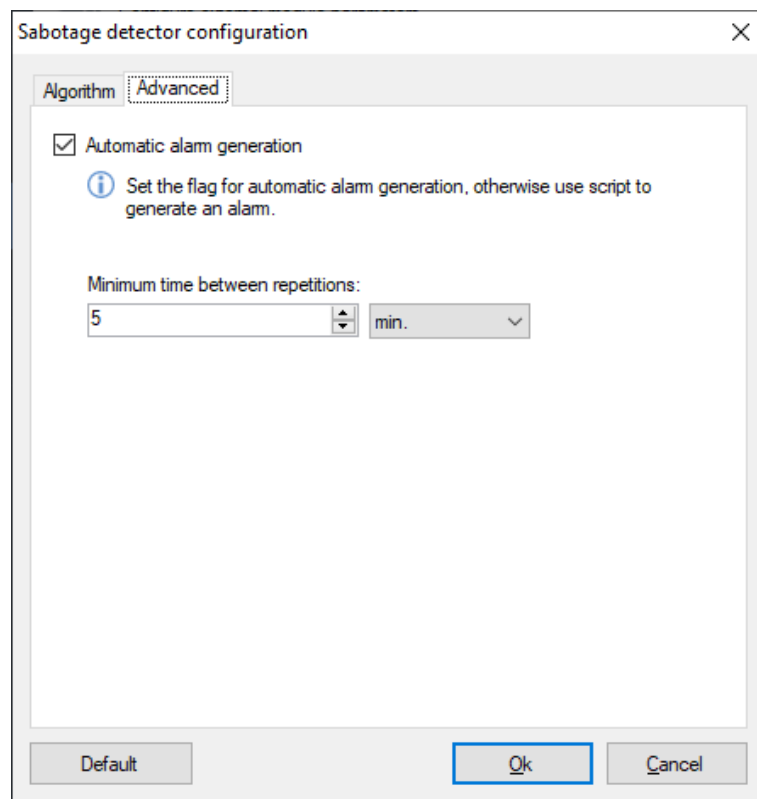 Sabotage detector configuration
Algorithm
Advanced
Automatic alarm generation
Set the flag for automatic alarm generation, otherwise use script to
generate an alarm.
Minimum time between repetitions:
5
min.
Default
Ok
Cancel